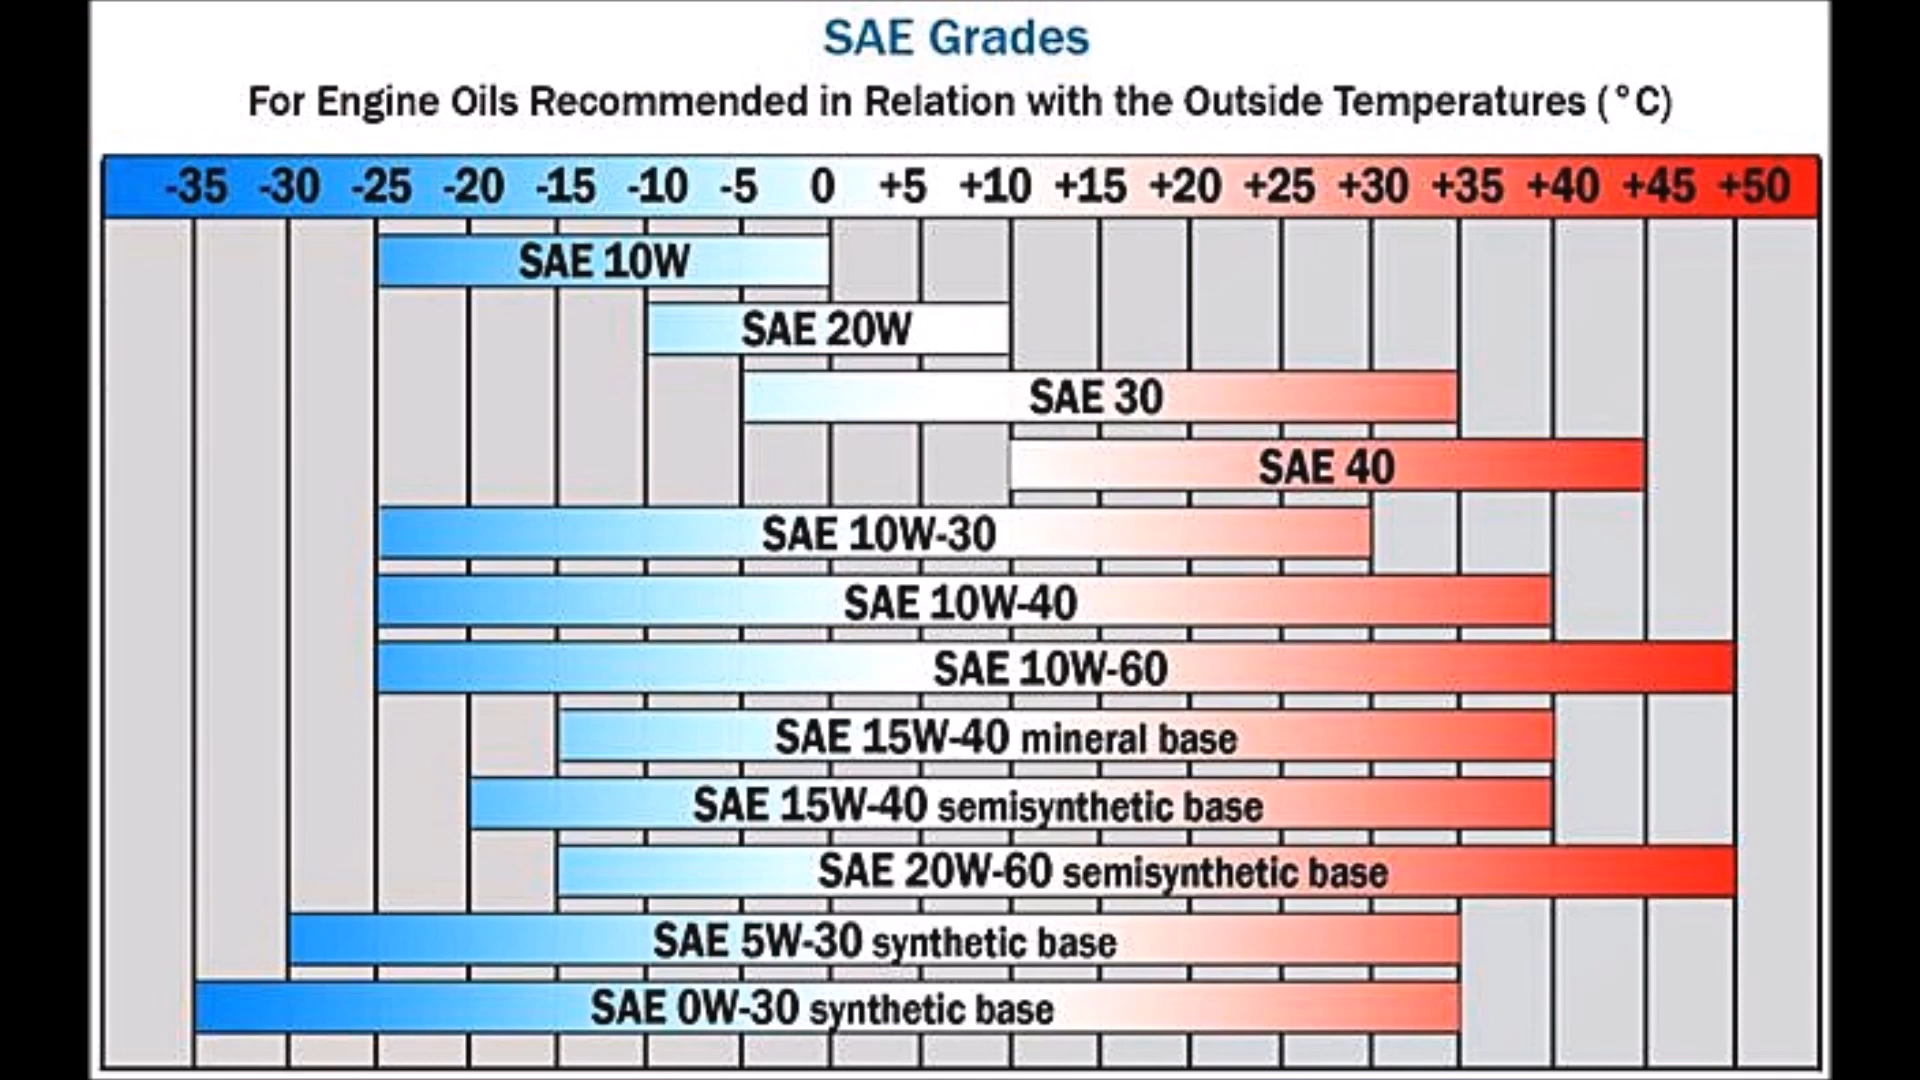 SAE Grades
For Engine Oils Recommended in Relation with the Outside Temperatures (°C)
-35 -30 -25 -20 -15 -10 -5 0 +5 +10 +15 +20 +25 +30 +35 +40 +45 +50
SAE 10W
SAE 20W
SAE 30
SAE 40
SAE 10W-30
SAE 10W-40
SAE 10W-60
SAE 15W-40 mineral base
SAE 15W-40 semisynthetic base
SAE 20W-60 semisynthetic base
SAE 5W-30 synthetic base
SAE 0W-30 synthetic base